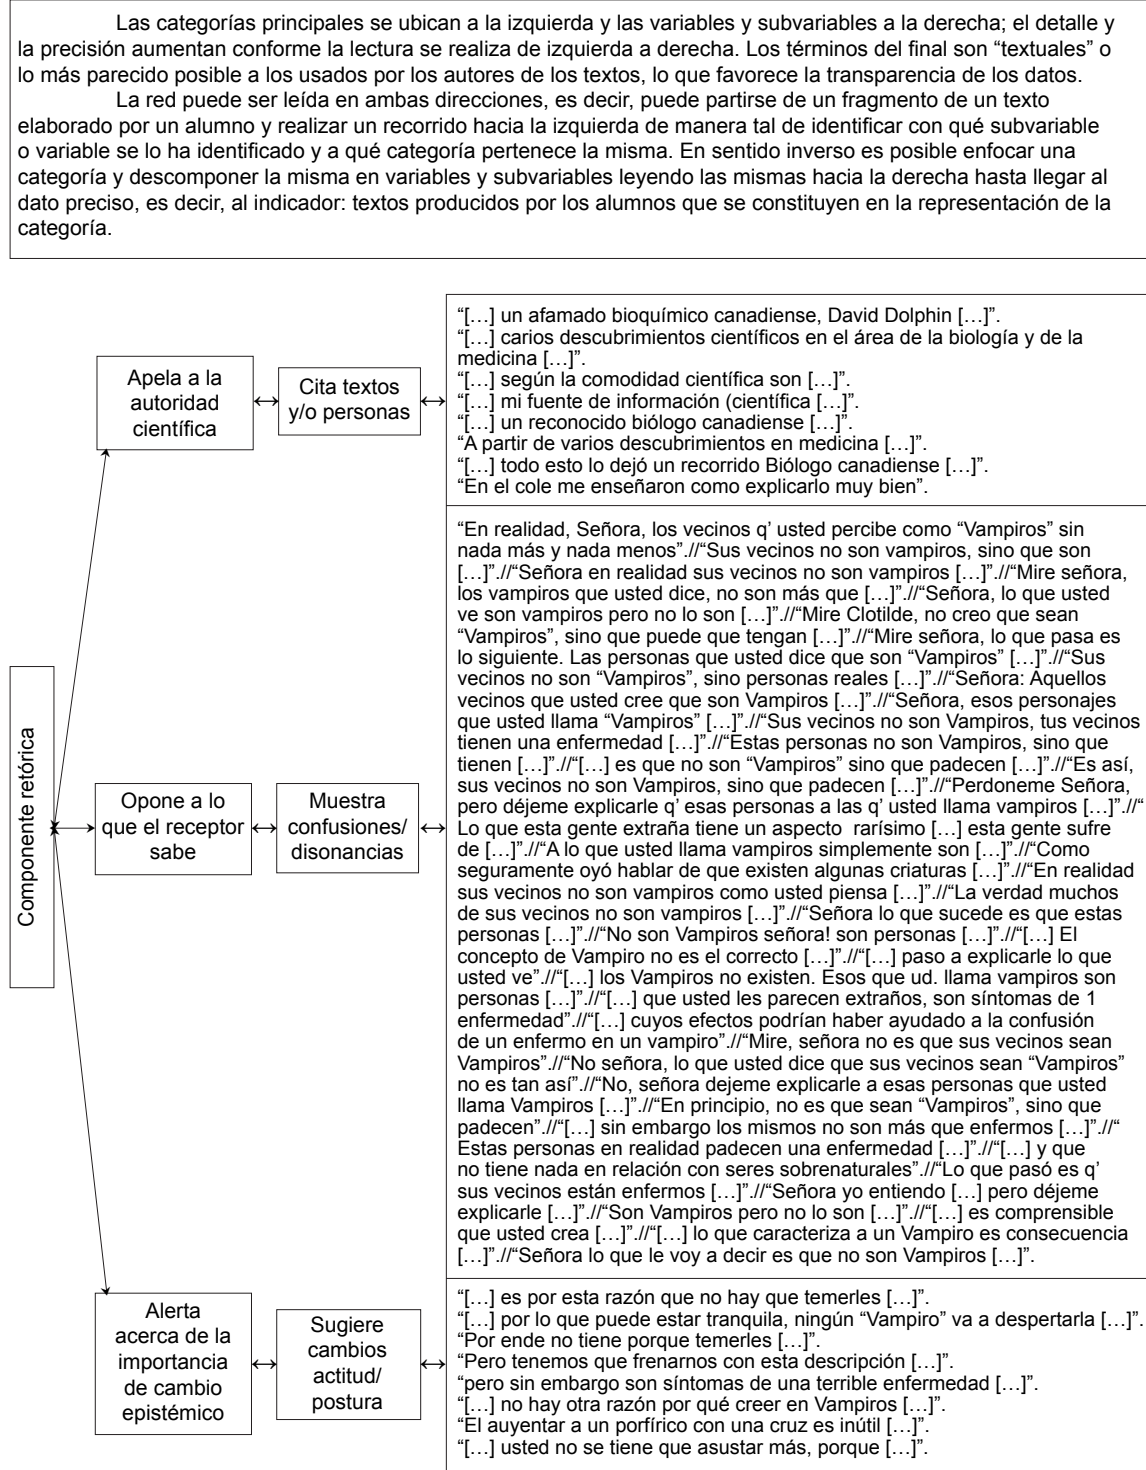 Las categorías principales se ubican a la izquierda y las variables y subvariables a la derecha; el detalle y
la precisión aumentan conforme la lectura se realiza de izquierda a derecha. Los términos del final son “textuales” o
lo más parecido posible a los usados por los autores de los textos, lo que favorece la transparencia de los datos.
La red puede ser leída en ambas direcciones, es decir, puede partirse de un fragmento de un texto
elaborado por un alumno y realizar un recorrido hacia la izquierda de manera tal de identificar con qué subvariable
o variable se lo ha identificado y a qué categoría pertenece la misma. En sentido inverso es posible enfocar una
categoría y descomponer la misma en variables y subvariables leyendo las mismas hacia la derecha hasta llegar al
dato preciso, es decir, al indicador: textos producidos por los alumnos que se constituyen en la representación de la
categoría.
Componente retórica
Apela a la
autoridad
científica
Cita textos
y/o personas
“[…] un afamado bioquímico canadiense, David Dolphin […]”.
“[…] carios descubrimientos científicos en el área de la biología y de la
medicina […]”.
“[…] según la comodidad científica son […]”.
“[…] mi fuente de información (científica […]”.
“[…] un reconocido biólogo canadiense […]”.
“A partir de varios descubrimientos en medicina […]”.
“[…] todo esto lo dejó un recorrido Biólogo canadiense […]”.
“En el cole me enseñaron como explicarlo muy bien”.
Opone a lo
que el receptor
sabe
Muestra
confusiones/
disonancias
“En realidad, Señora, los vecinos q’ usted percibe como “Vampiros” sin
nada más y nada menos”.//“Sus vecinos no son vampiros, sino que son
[…]”.//“Señora en realidad sus vecinos no son vampiros […]”.//“Mire señora,
los vampiros que usted dice, no son más que […]”.//“Señora, lo que usted
ve son vampiros pero no lo son […]”.//“Mire Clotilde, no creo que sean
“Vampiros”, sino que puede que tengan […]”.//“Mire señora, lo que pasa es
lo siguiente. Las personas que usted dice que son “Vampiros” […]”.//“Sus
vecinos no son “Vampiros”, sino personas reales […]”.//“Señora: Aquellos
vecinos que usted cree que son Vampiros […]”.//“Señora, esos personajes
que usted llama “Vampiros” […]”.//“Sus vecinos no son Vampiros, tus vecinos
tienen una enfermedad […]”.//“Estas personas no son Vampiros, sino que
tienen […]”.//“[…] es que no son “Vampiros” sino que padecen […]”.//“Es así,
sus vecinos no son Vampiros, sino que padecen […]”.//“Perdoneme Señora,
pero déjeme explicarle q’ esas personas a las q’ usted llama vampiros […]”.//“
Lo que esta gente extraña tiene un aspecto rarísimo […] esta gente sufre
de […]”.//“A lo que usted llama vampiros simplemente son […]”.//“Como
seguramente oyó hablar de que existen algunas criaturas […]”.//“En realidad
sus vecinos no son vampiros como usted piensa […]”.//“La verdad muchos
de sus vecinos no son vampiros […]”.//“Señora lo que sucede es que estas
personas […]”.//“No son Vampiros señora! son personas […]”.//“[…] El
concepto de Vampiro no es el correcto […]”.//“[…] paso a explicarle lo que
usted ve”.//“[…] los Vampiros no existen. Esos que ud. llama vampiros son
personas […]”.//“[…] que usted les parecen extraños, son síntomas de 1
enfermedad”.//“[…] cuyos efectos podrían haber ayudado a la confusión
de un enfermo en un vampiro”.//“Mire, señora no es que sus vecinos sean
Vampiros”.//“No señora, lo que usted dice que sus vecinos sean “Vampiros”
no es tan así”.//“No, señora dejeme explicarle a esas personas que usted
llama Vampiros […]”.//“En principio, no es que sean “Vampiros”, sino que
padecen”.//“[…] sin embargo los mismos no son más que enfermos […]”.//“
Estas personas en realidad padecen una enfermedad […]”.//“[…] y que
no tiene nada en relación con seres sobrenaturales”.//“Lo que pasó es q’
sus vecinos están enfermos […]”.//“Señora yo entiendo […] pero déjeme
explicarle […]”.//“Son Vampiros pero no lo son […]”.//“[…] es comprensible
que usted crea […]”.//“[…] lo que caracteriza a un Vampiro es consecuencia
[…]”.//“Señora lo que le voy a decir es que no son Vampiros […]”.
Alerta
acerca de la
importancia
de cambio
epistémico
Sugiere
cambios
actitud/
postura
“[…] es por esta razón que no hay que temerles […]”.
“[…] por lo que puede estar tranquila, ningún “Vampiro” va a despertarla […]”.
“Por ende no tiene porque temerles […]”.
“Pero tenemos que frenarnos con esta descripción […]”.
“pero sin embargo son síntomas de una terrible enfermedad […]”.
“[…] no hay otra razón por qué creer en Vampiros […]”.
“El auyentar a un porfírico con una cruz es inútil […]”.
“[…] usted no se tiene que asustar más, porque […]”.